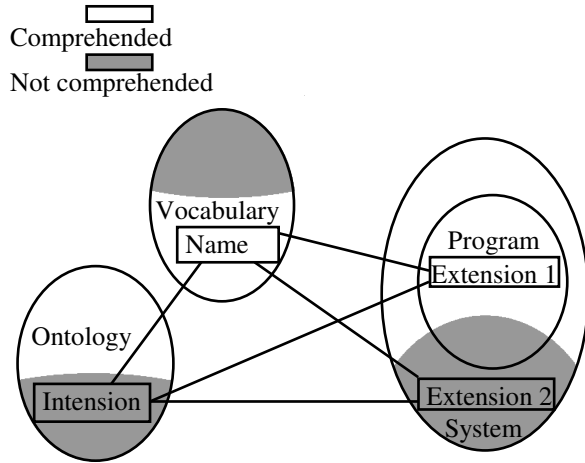 Comprehended
Not comprehended
Vocabulary
Name
Program
Extension 1
Ontology
Intension
Extension 2
System